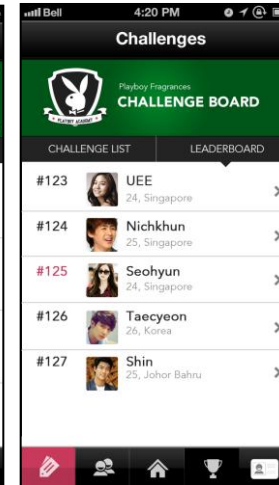 Bell 4:20 PM
Challenges
PLAYBOY ACADEMY
Playboy Fragrances
CHALLENGE BOARD
CHALLENGE LIST LEADERBOARD
#123 UEE
24, Singapore
#124 Nichkhun
25, Singapore
#125 Seohyun
24, Singapore
#126 Taecyeon
26, Korea
#127 Shin
25, Johor Bahru